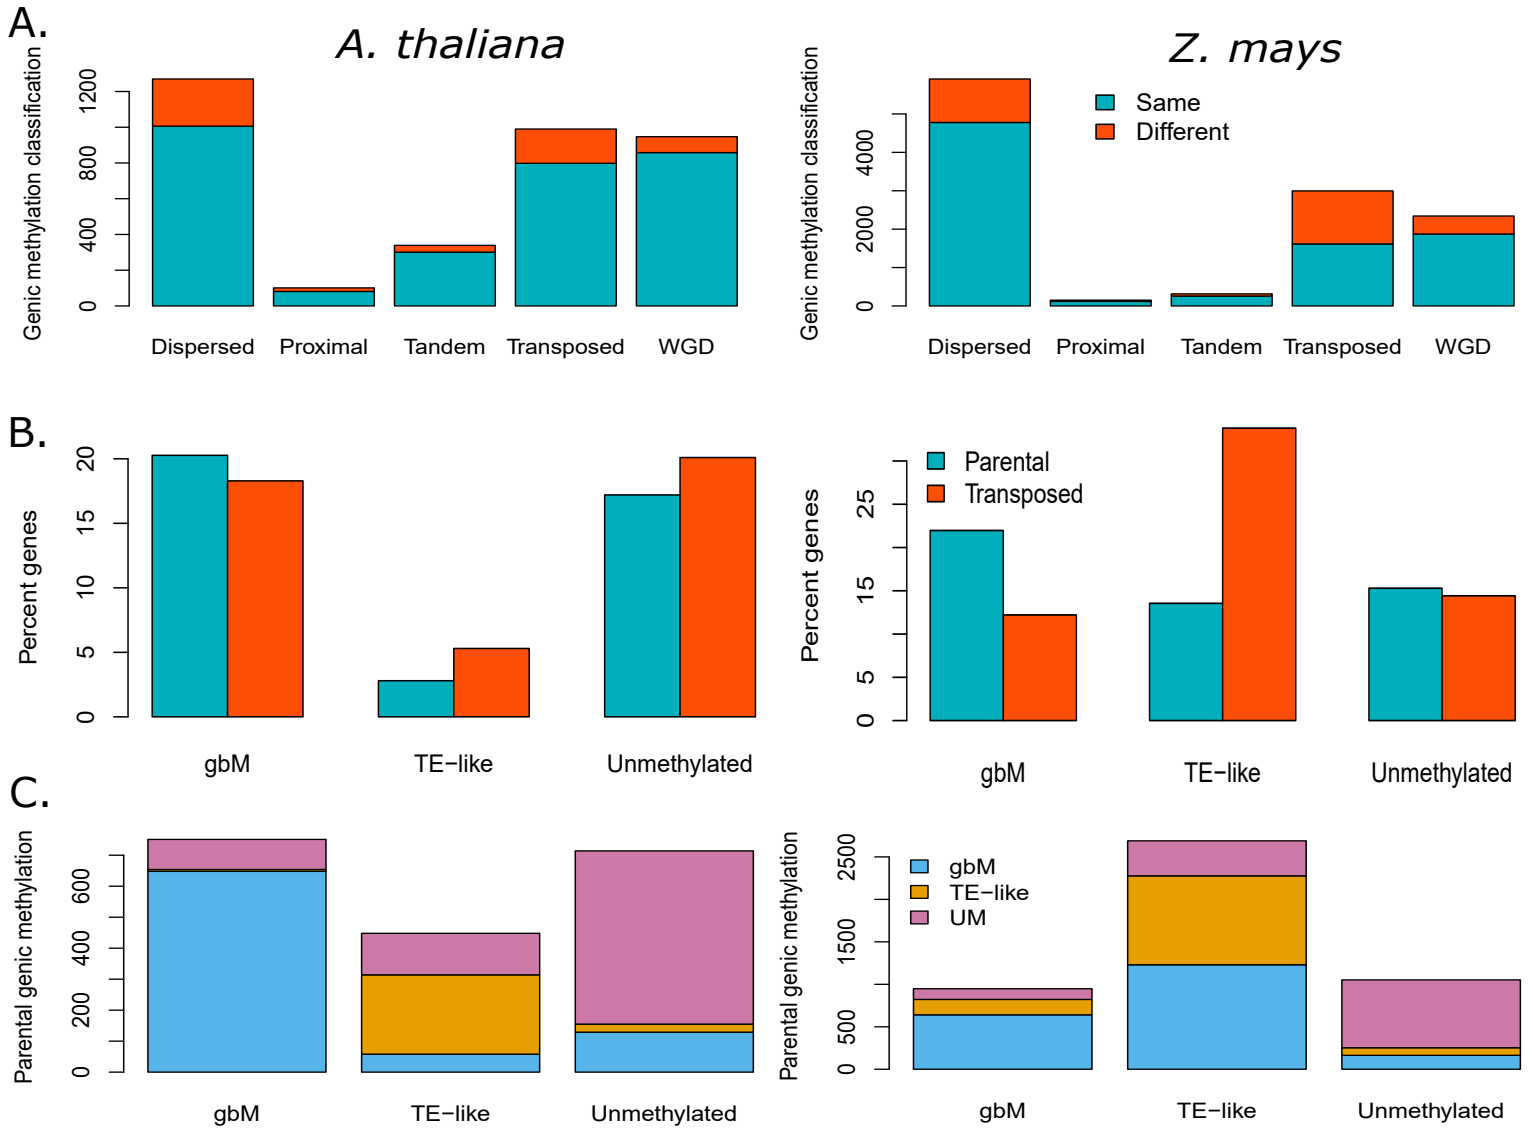 A.
A. thaliana
Genic methylation classification
0 400 800 1200
Dispersed Proximal Tandem Transposed WGD
Z. mays
Genic methylation classification
0 2000 4000
Same
Different
Dispersed Proximal Tandem Transposed WGD
B.
Percent genes
0 5 10 15 20
gbM TE−like Unmethylated
Percent genes
0 5 15 25
Parental
Transposed
gbM TE−like Unmethylated
C.
Parental genic methylation
0 200 400 600
gbM TE−like Unmethylated
Parental genic methylation
0 500 1500 2500
gbM
TE−like
UM
gbM TE−like Unmethylated